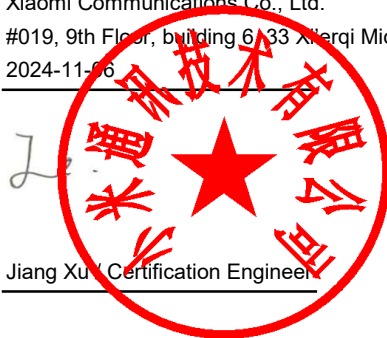 Xiaomi Communications Co., Ltd.
#019, 9th Floor, building 6, 33 Xierqi Mid
2024-11-06
小米通讯技术有限公司
Jiang Xu / Certification Engineer